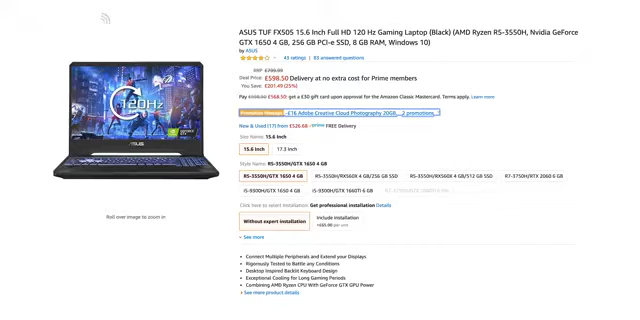 ASUS TUF FX505 15.6 Inch Full HD 120 Hz Gaming Laptop (Black) (AMD Ryzen R5-3550H, Nvidia GeForce
GTX 1650 4 GB, 256 GB PCI-e SSD, 8 GB RAM, Windows 10)
by ASUS
43 ratings | 83 answered questions
RRP: £799.99
Deal Price: £598.50 Delivery at no extra cost for Prime members
You Save: £201.49 (25%)
Pay £598.50 £568.50: get a £30 gift card upon approval for the Amazon Classic Mastercard. Terms apply. Learn more
Promotion Message -£16 Adobe Creative Cloud Photography 20GB, 2 promotions
New & Used (17) from £526.68 FREE Delivery
Size Name: 15.6 Inch
15.6 Inch 17.3 Inch
Style Name: R5-3550H/GTX 1650 4 GB
R5-3550H/GTX 1650 4 GB R5-3550H/RX560X 4 GB/256 GB SSD R5-3550H/RX560X 4 GB/512 GB SSD R7-3750H/RTX 2060 6 GB
i5-9300H/GTX 1650 4 GB i5-9300H/GTX 1660Ti 6 GB
Click here to select installation: Get professional installation Details
Without expert installation
Include installation
per unit
See more
Connect Multiple Peripherals and Extend your Displays
Rigorously Tested to Battle any Conditions
Desktop Inspired Backlit Keyboard Design
Exceptional Cooling for Long Gaming Periods
Combining AMD Ryzen CPU With GeForce GTX GPU Power
See more product details
120Hz
ASUS
Roll over image to zoom in